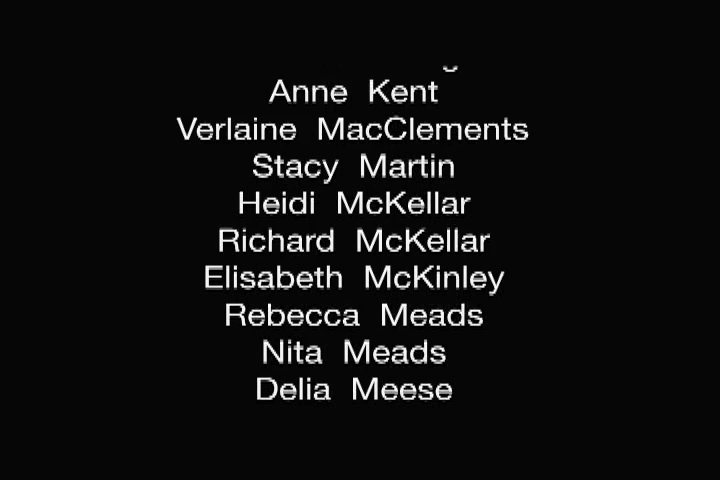 Anne Kent
Verlaine MacClements
Stacy Martin
Heidi McKellar
Richard McKellar
Elisabeth McKinley
Rebecca Meads
Nita Meads
Delia Meese